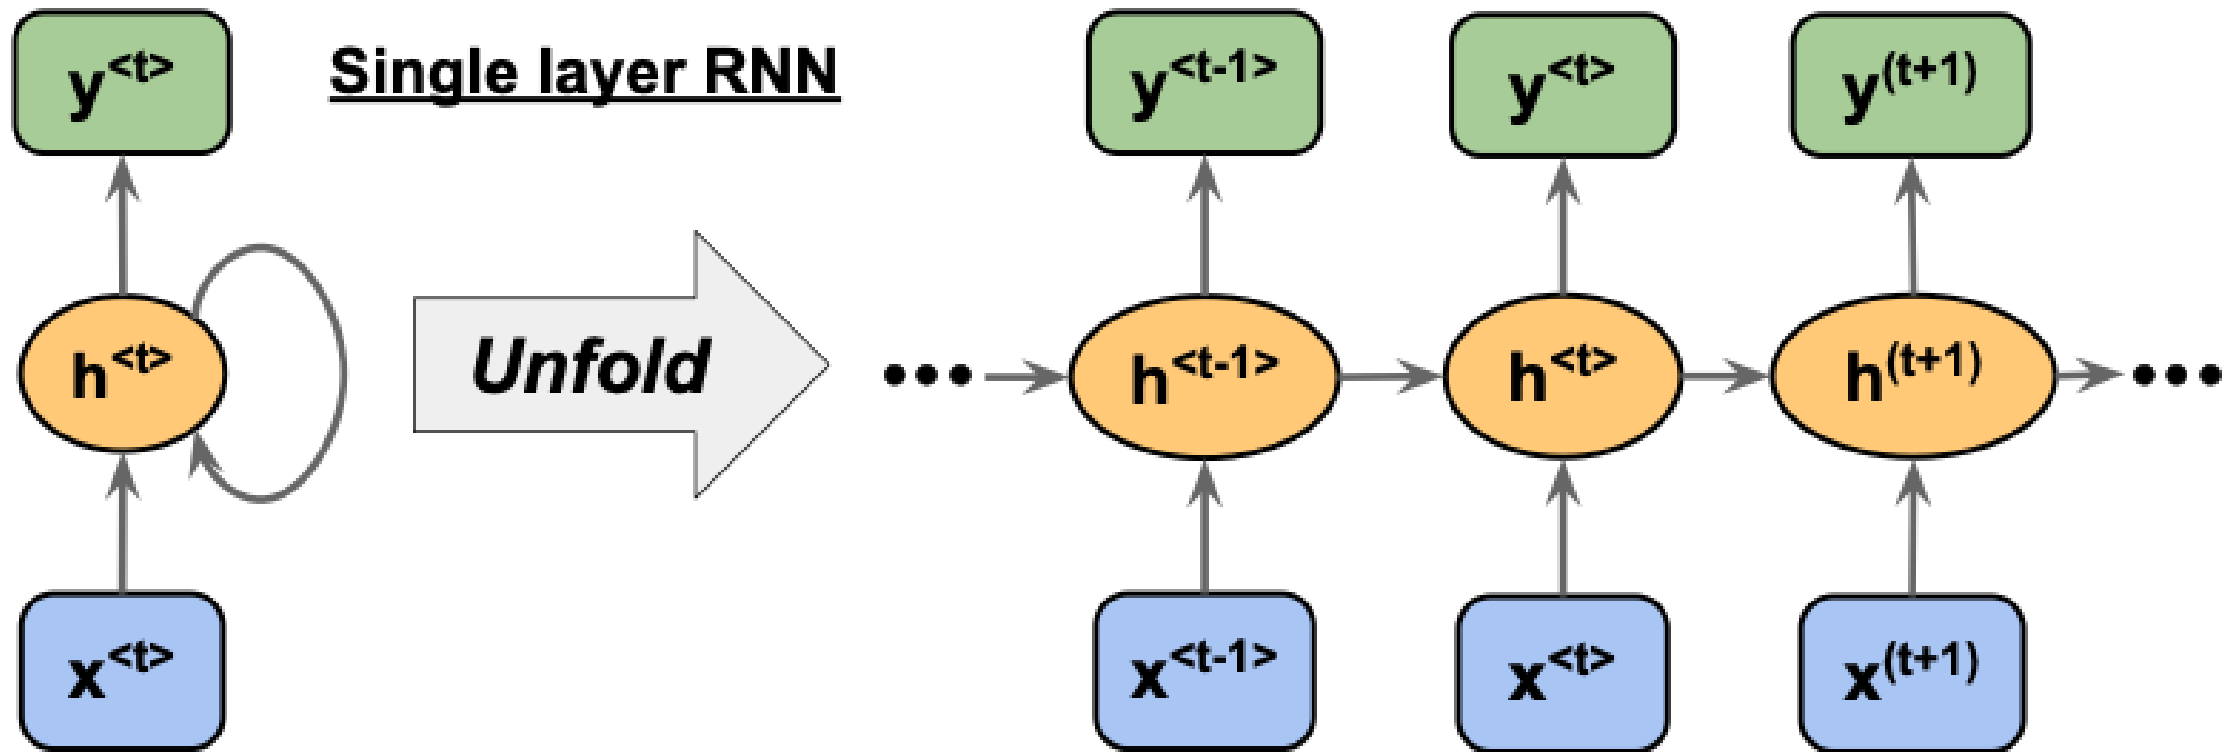 Single layer RNN
y<t>
h<t>
x<t>
Unfold
y<t-1> y<t> y(t+1)
••• h<t-1> h<t> h(t+1) •••
x<t-1> x<t> x(t+1)